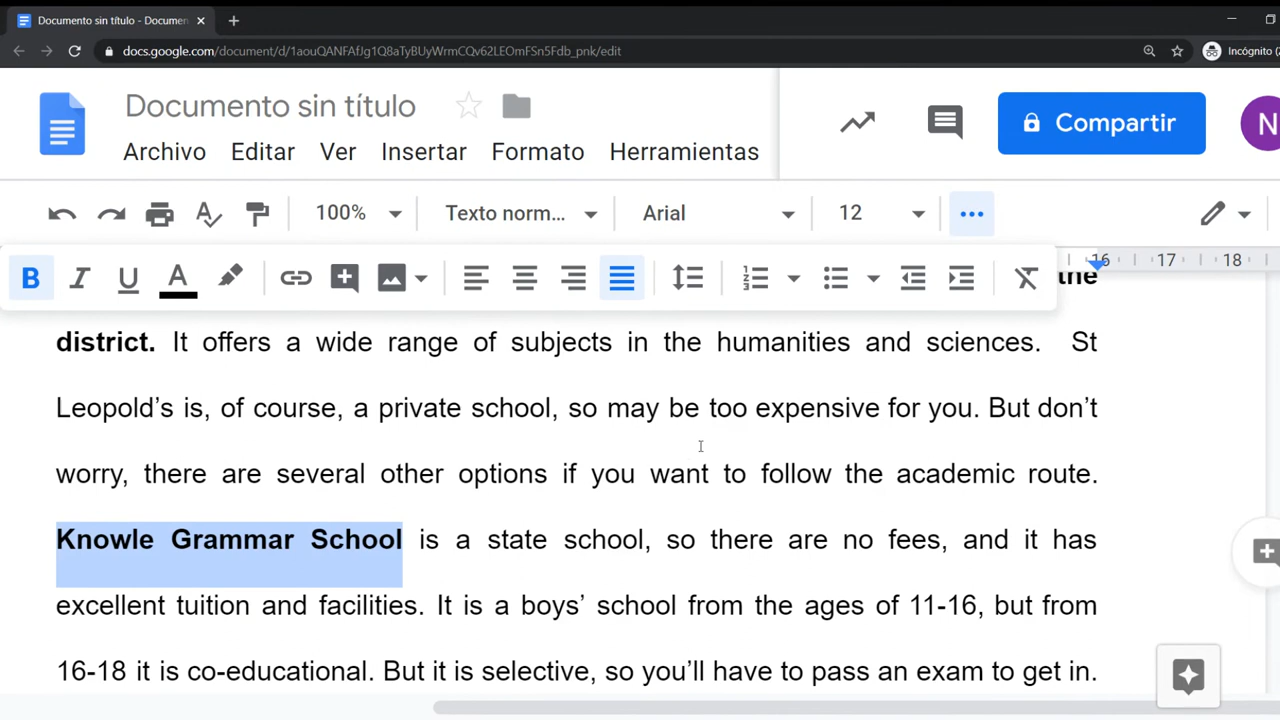 Documento sin título - Documen
docs.google.com/document/d/1aouQANFAfJg1Q8aTyBUyWrmCQv62LEOmFSn5Fdb_pnk/edit
Incógnito (2
Documento sin título
Compartir
N
Archivo Editar Ver Insertar Formato Herramientas
100% Texto norm... Arial 12
B I U A
16 17 18
the
district. It offers a wide range of subjects in the humanities and sciences. St
Leopold’s is, of course, a private school, so may be too expensive for you. But don’t
worry, there are several other options if you want to follow the academic route.
Knowle Grammar School is a state school, so there are no fees, and it has
excellent tuition and facilities. It is a boys’ school from the ages of 11-16, but from
16-18 it is co-educational. But it is selective, so you’ll have to pass an exam to get in.